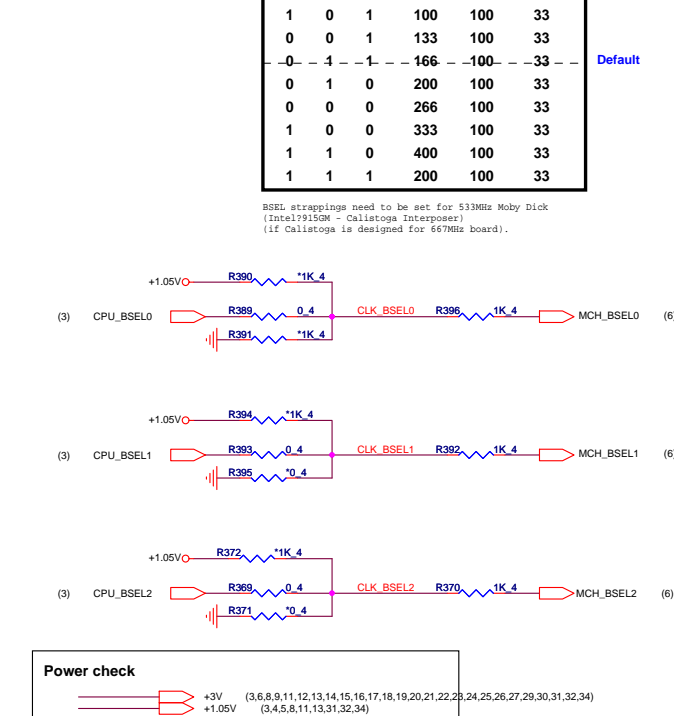 1 0 1 100 100 33
0 0 1 133 100 33
0 1 1 166 100 33 Default
0 1 0 200 100 33
0 0 0 266 100 33
1 0 0 333 100 33
1 1 0 400 100 33
1 1 1 200 100 33
BSEL strappings need to be set for 533MHz Moby Dick
(Intel?915GM - Calistoga Interposer)
(if Calistoga is designed for 667MHz board).
+1.05V R390 *1K_4
(3) CPU_BSEL0 R389 0_4 CLK_BSEL0 R396 1K_4 MCH_BSEL0 (6)
R391 *1K_4
+1.05V R394 *1K_4
(3) CPU_BSEL1 R393 0_4 CLK_BSEL1 R392 1K_4 MCH_BSEL1 (6)
R395 *0_4
+1.05V R372 *1K_4
(3) CPU_BSEL2 R369 0_4 CLK_BSEL2 R370 1K_4 MCH_BSEL2 (6)
R371 *0_4
Power check
+3V (3,6,8,9,11,12,13,14,15,16,17,18,19,20,21,22,23,24,25,26,27,29,30,31,32,34)
+1.05V (3,4,5,8,11,13,31,32,34)